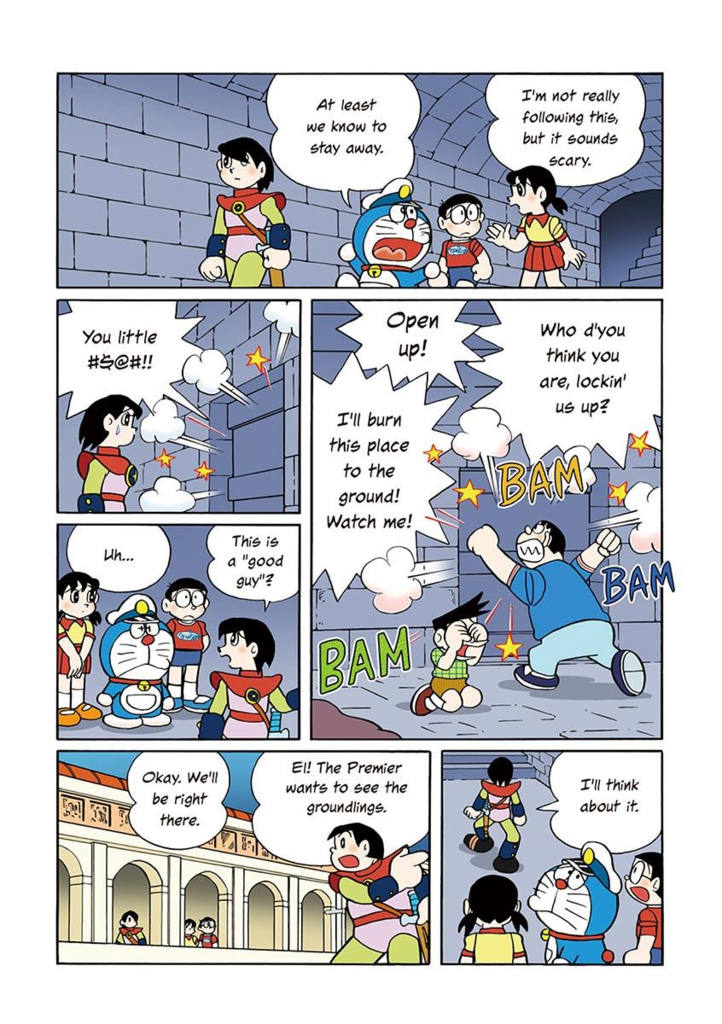 I'm not really
following this,
but it sounds
scary.
At least
we know to
stay away.
Who d'you
think you
are, lockin'
us up?
Open
up!
I'll burn
this place
to the
ground!
Watch me!
BAM
BAM
BAM
You little
#$@#!!
This is
a "good
guy"?
Uh...
I'll think
about it.
El! The Premier
wants to see the
groundlings.
Okay. We'll
be right
there.